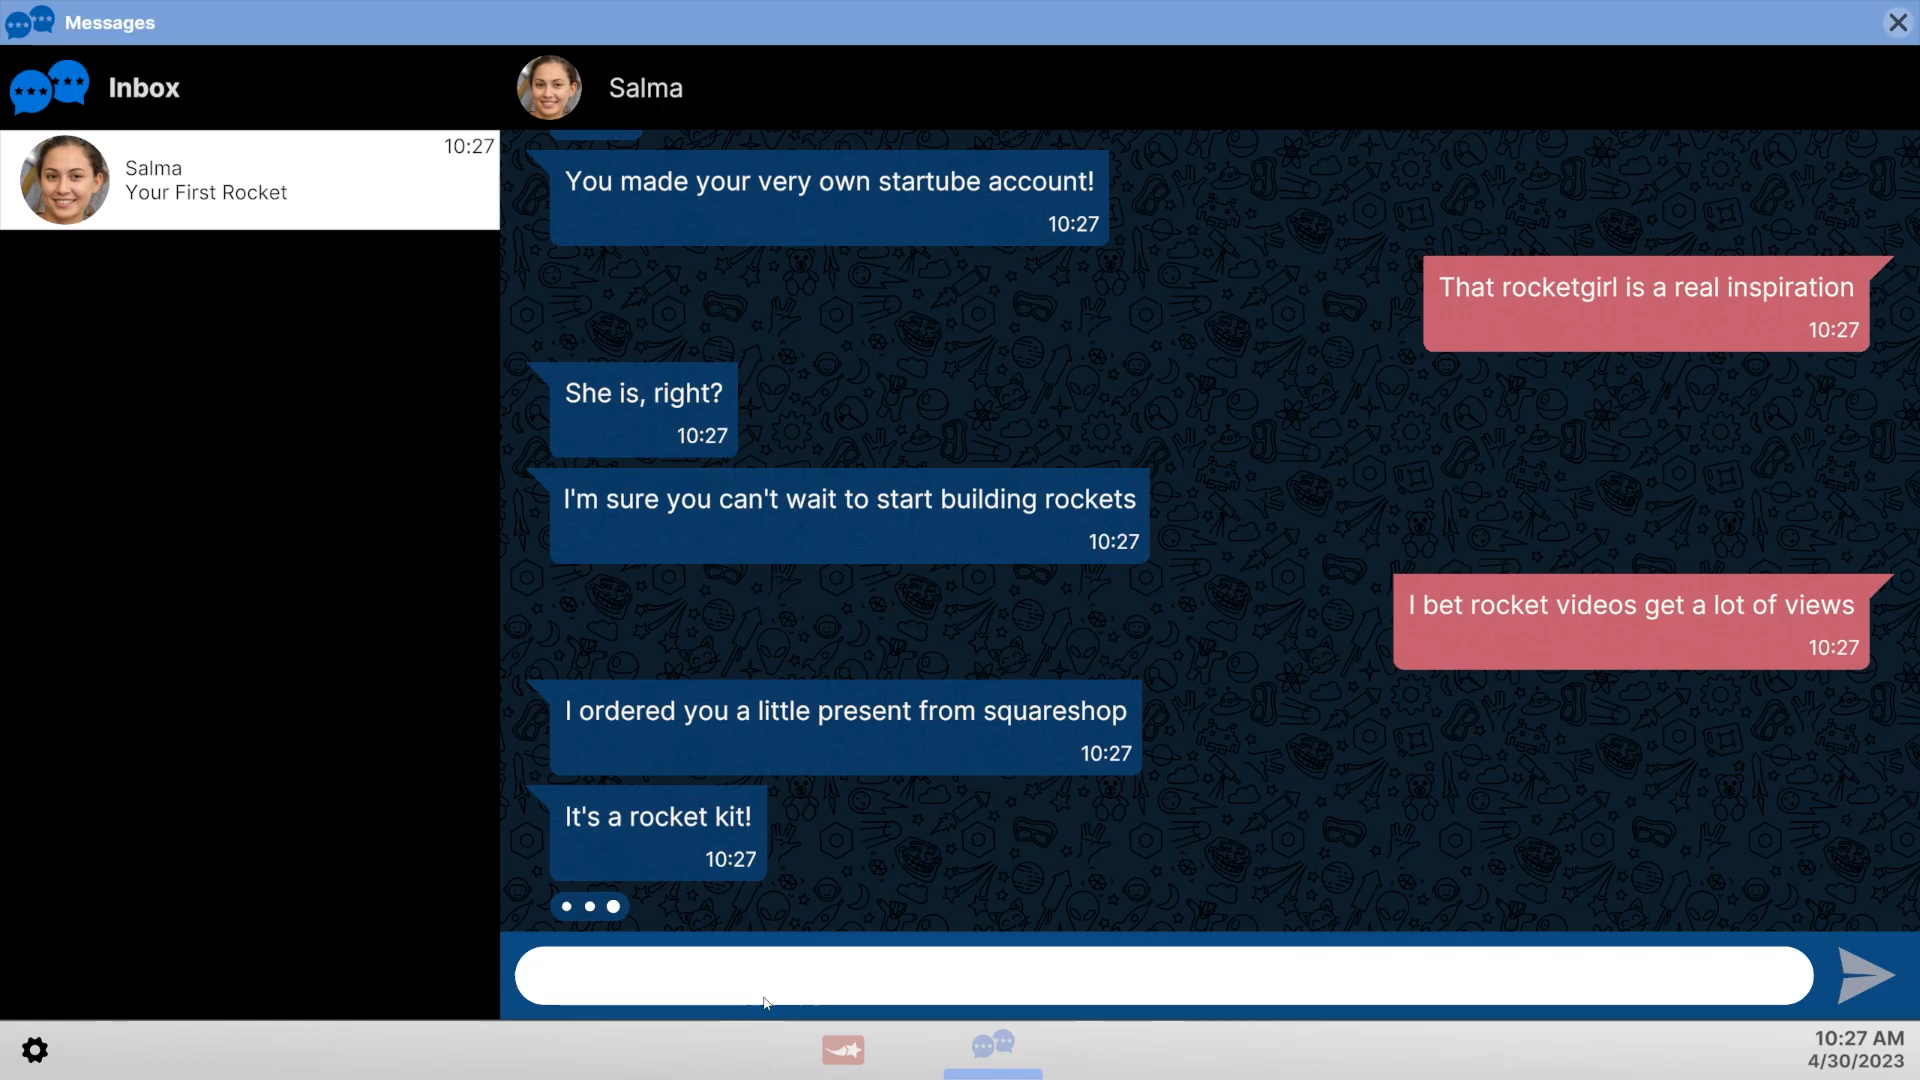 Messages
Inbox
Salma
10:27
Salma
Your First Rocket
You made your very own startube account!
10:27
That rocketgirl is a real inspiration
10:27
She is, right?
10:27
I'm sure you can't wait to start building rockets
10:27
I bet rocket videos get a lot of views
10:27
I ordered you a little present from squareshop
10:27
It's a rocket kit!
10:27
10:27 AM
4/30/2023